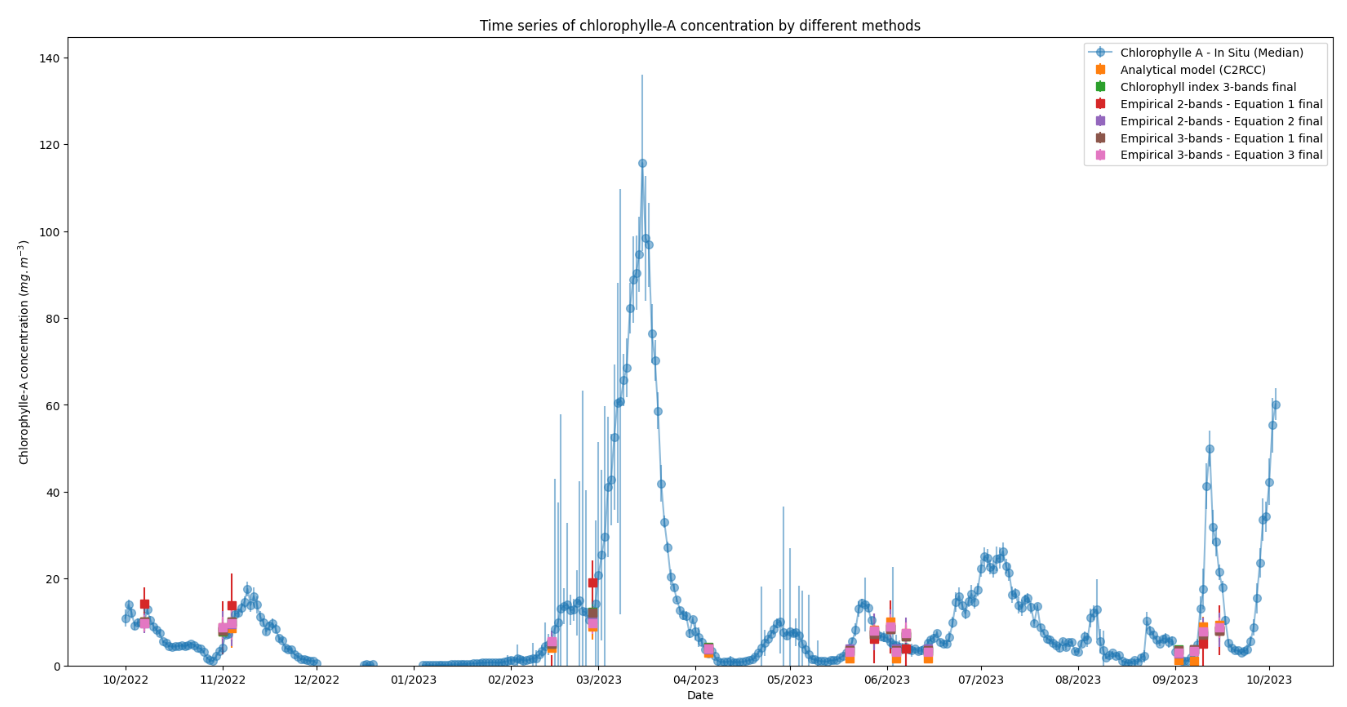 Time series of chlorophylle-A concentration by different methods
Chlorophylle A - In Situ (Median)
Analytical model (C2RCC)
Chlorophyll index 3-bands final
Empirical 2-bands - Equation 1 final
Empirical 2-bands - Equation 2 final
Empirical 3-bands - Equation 1 final
Empirical 3-bands - Equation 3 final
Chlorophylle-A concentration (mg.m⁻³)
140
120
100
80
60
40
20
0
10/2022 11/2022 12/2022 01/2023 02/2023 03/2023 04/2023 05/2023 06/2023 07/2023 08/2023 09/2023 10/2023
Date